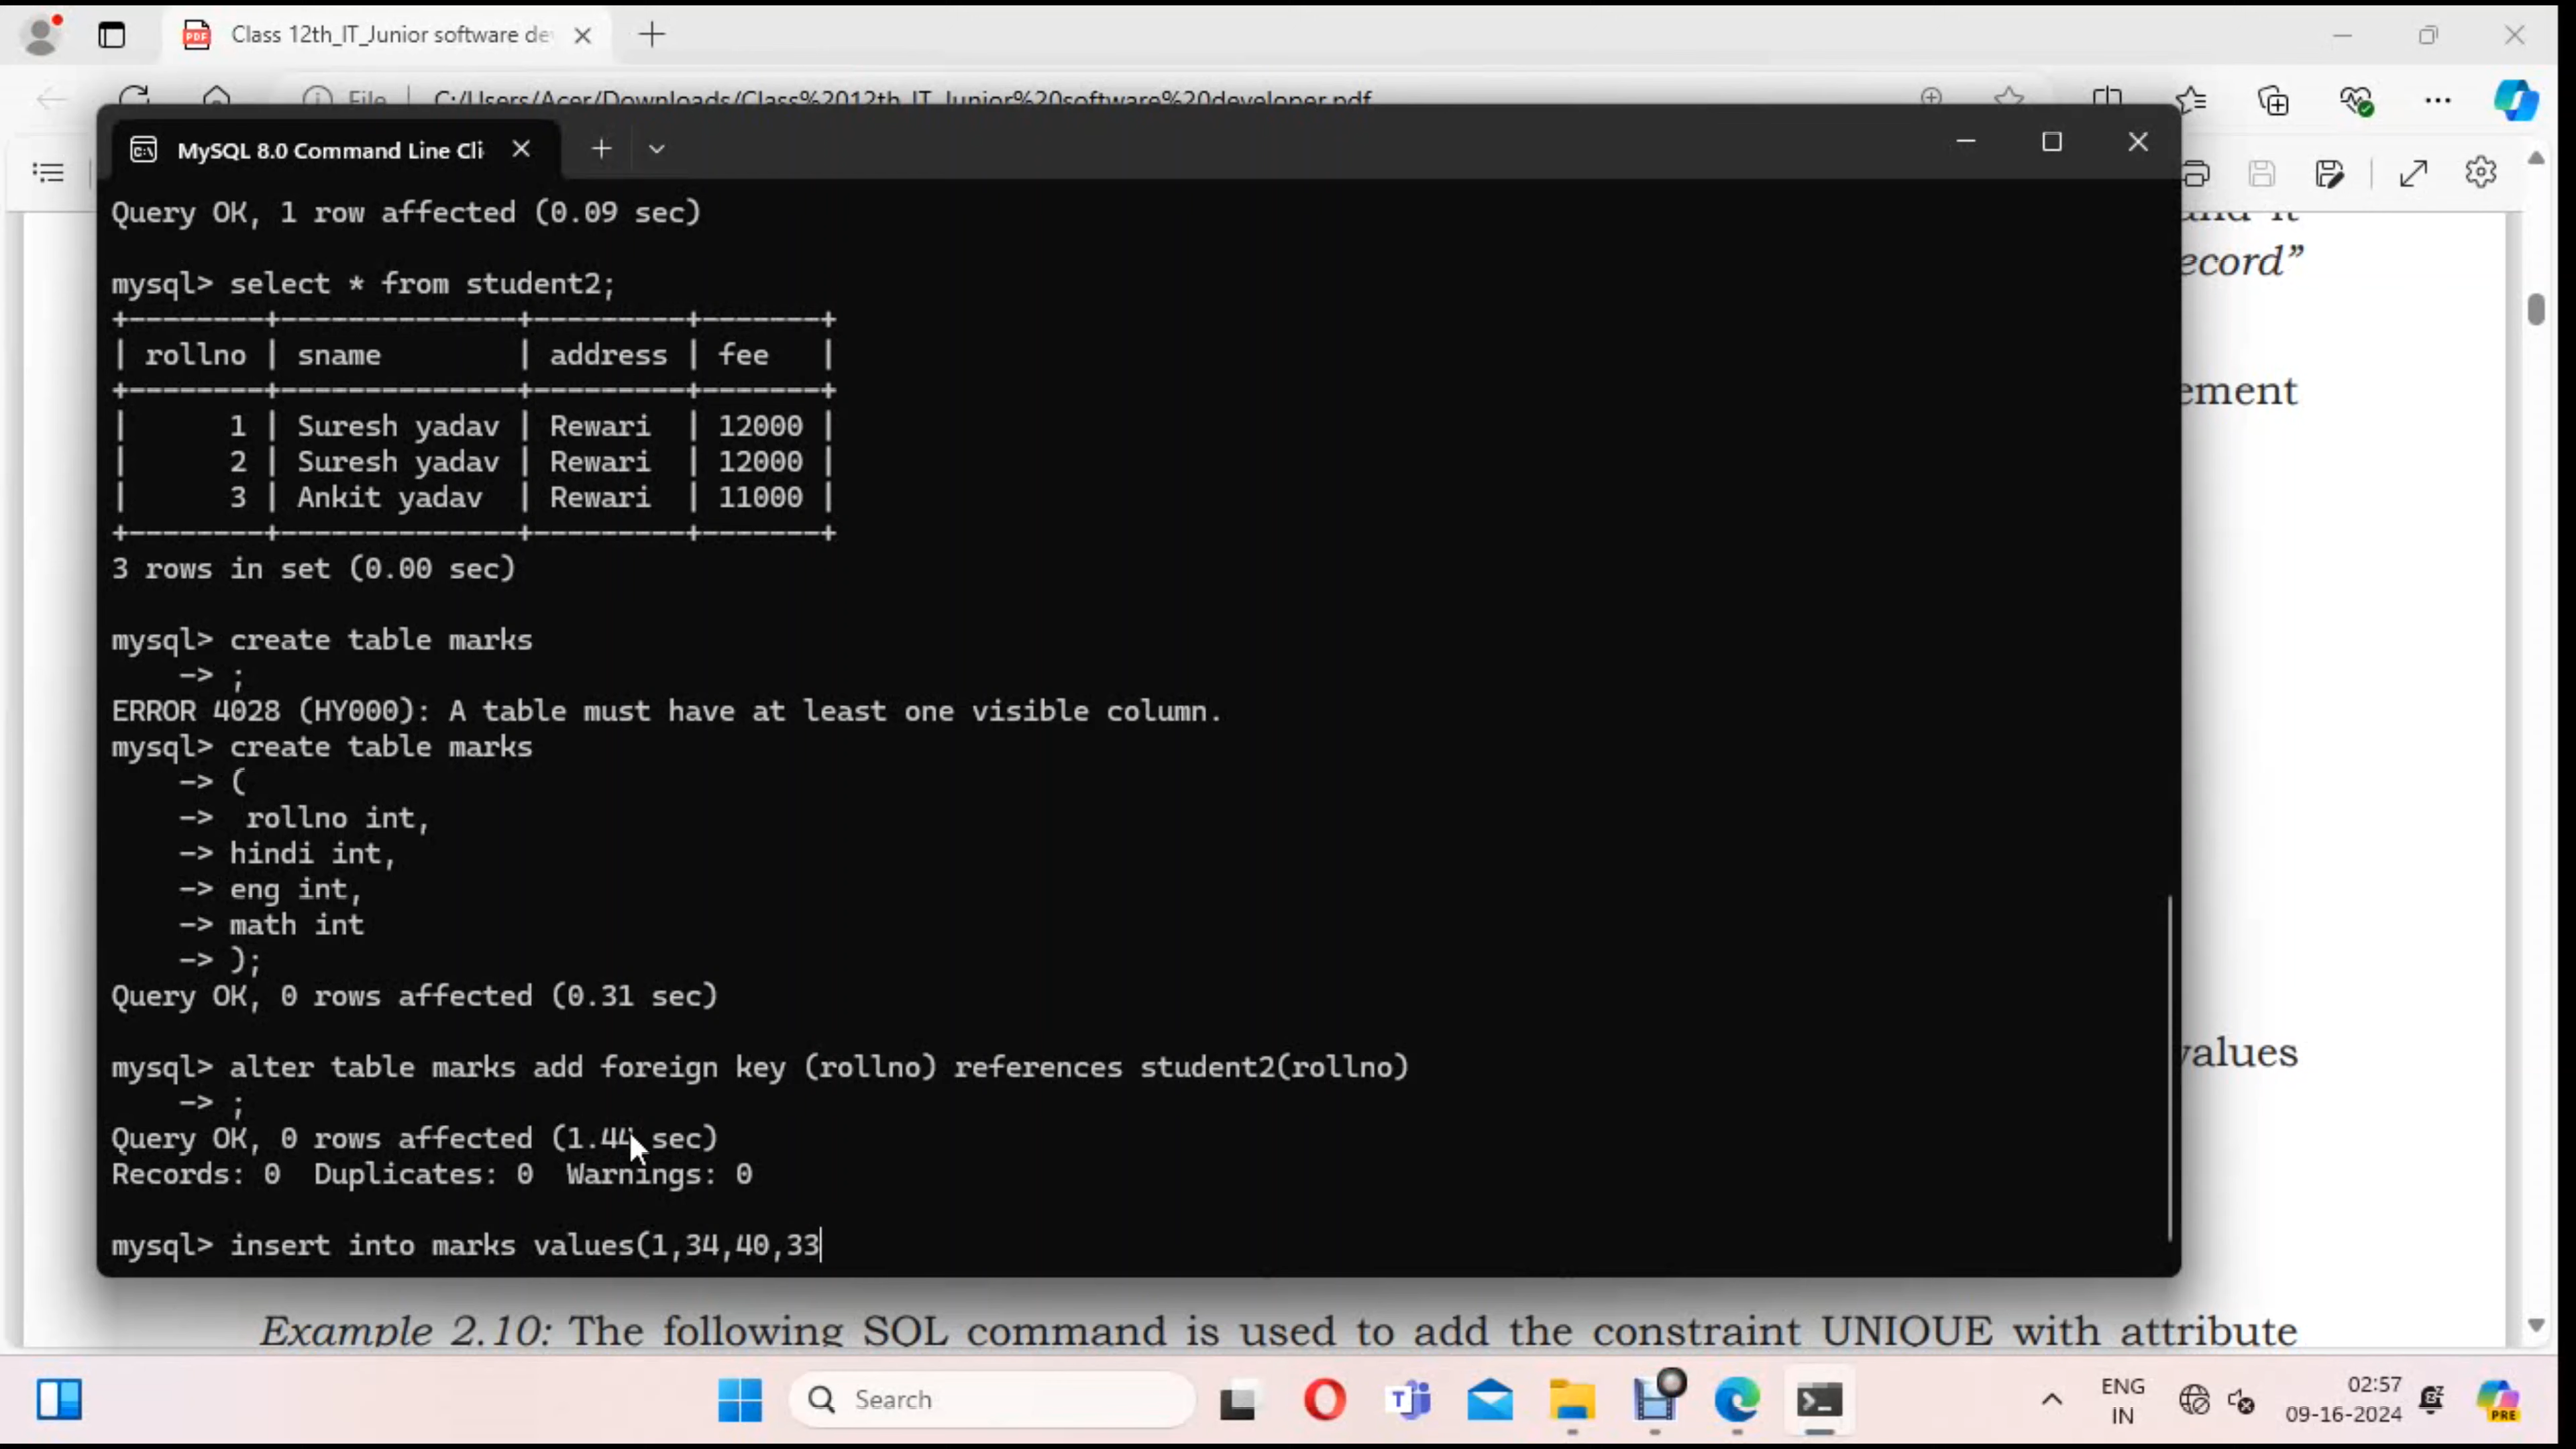 Class 12th_IT_Junior software de
File | C:/Users/Acer/Downloads/Class%2012th_IT_Junior%20software%20developer.pdf
MySQL 8.0 Command Line Cli
Query OK, 1 row affected (0.09 sec)
ecord”
mysql> select * from student2;
+--------+--------------+---------+-------+
| rollno | sname        | address | fee   |
+--------+--------------+---------+-------+
|      1 | Suresh yadav | Rewari  | 12000 |
|      2 | Suresh yadav | Rewari  | 12000 |
|      3 | Ankit yadav  | Rewari  | 11000 |
+--------+--------------+---------+-------+
ement
3 rows in set (0.00 sec)
mysql> create table marks
    -> ;
ERROR 4028 (HY000): A table must have at least one visible column.
mysql> create table marks
    -> (
    ->  rollno int,
    -> hindi int,
    -> eng int,
    -> math int
    -> );
Query OK, 0 rows affected (0.31 sec)
mysql> alter table marks add foreign key (rollno) references student2(rollno)
    -> ;
values
Query OK, 0 rows affected (1.44 sec)
Records: 0  Duplicates: 0  Warnings: 0
mysql> insert into marks values(1,34,40,33
Example 2.10: The following SQL command is used to add the constraint UNIQUE with attribute
Search
ENG
IN
02:57
09-16-2024
PRE